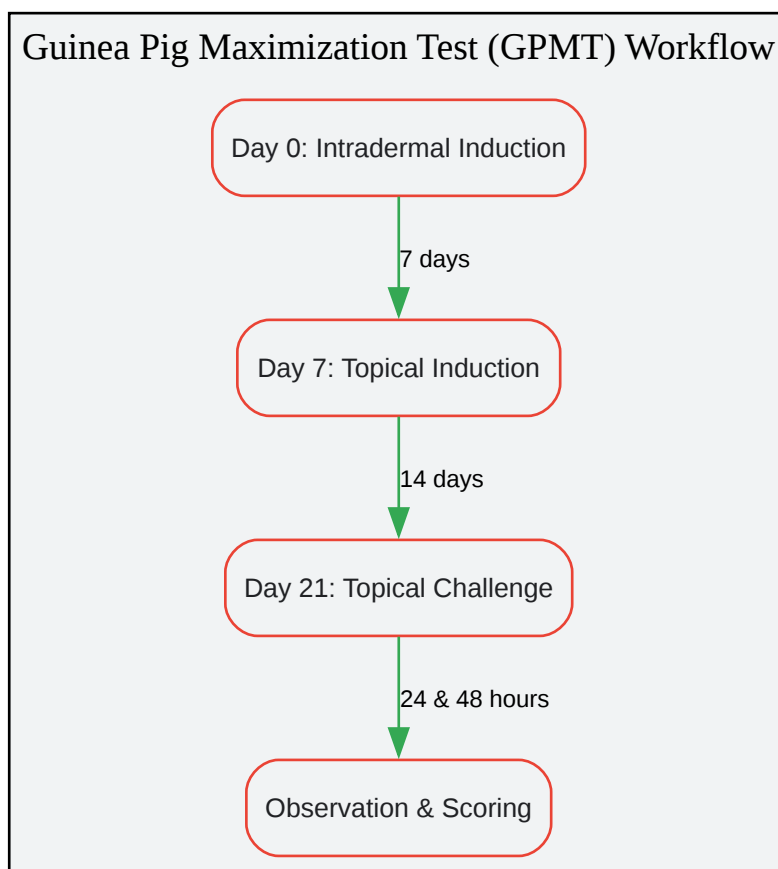 Guinea Pig Maximization Test (GPMT) Workflow
Day 0: Intradermal Induction
7 days
Day 7: Topical Induction
14 days
Day 21: Topical Challenge
24 & 48 hours
Observation & Scoring